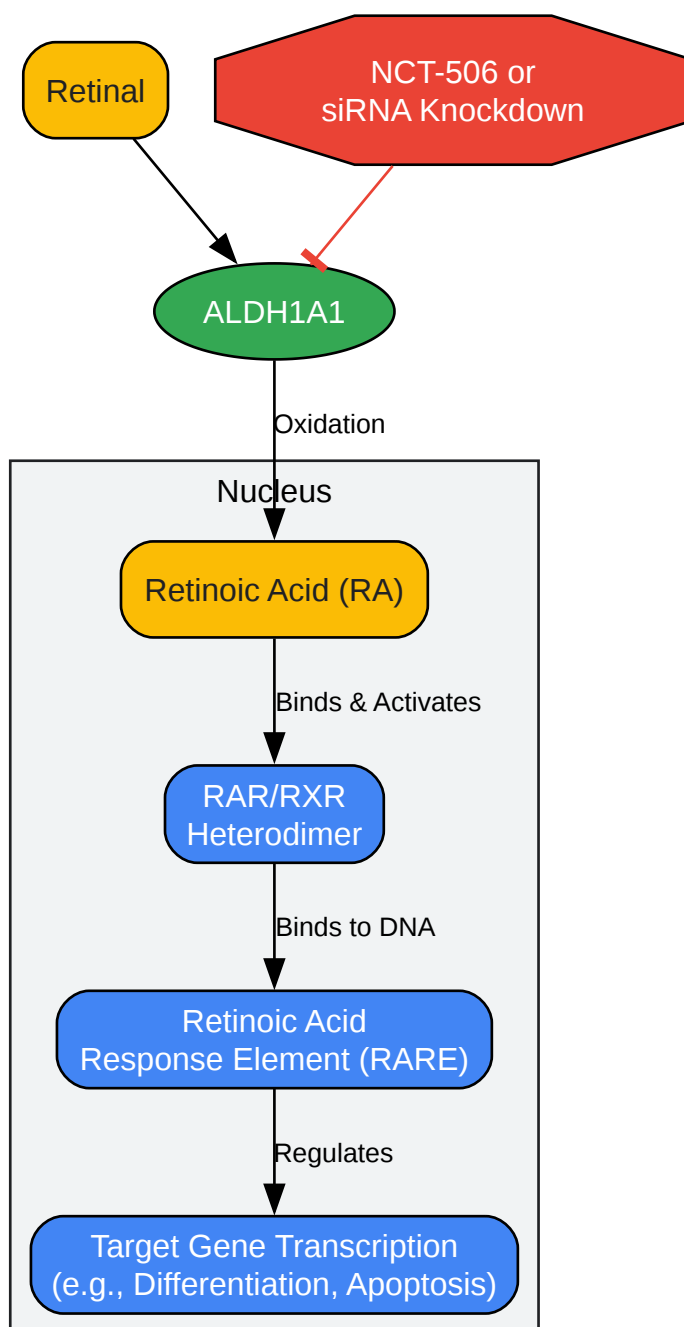 Retinal
NCT-506 or
siRNA Knockdown
ALDH1A1
Oxidation
Nucleus
Retinoic Acid (RA)
Binds & Activates
RAR/RXR
Heterodimer
Binds to DNA
Retinoic Acid
Response Element (RARE)
Regulates
Target Gene Transcription
(e.g., Differentiation, Apoptosis)